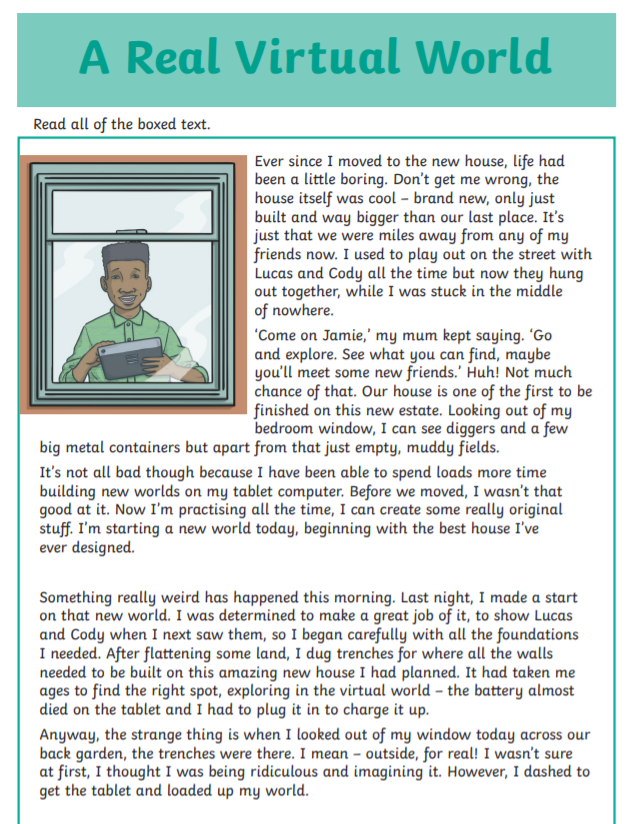 A Real Virtual World
Read all of the boxed text.
Ever since I moved to the new house, life had
been a little boring. Don't get me wrong, the
house itself was cool – brand new, only just
built and way bigger than our last place. It's
just that we were miles away from any of my
friends now. I used to play out on the street with
Lucas and Cody all the time but now they hung
out together, while I was stuck in the middle
of nowhere.
'Come on Jamie,' my mum kept saying. 'Go
and explore. See what you can find, maybe
you'll meet some new friends.' Huh! Not much
chance of that. Our house is one of the first to be
finished on this new estate. Looking out of my
bedroom window, I can see diggers and a few
big metal containers but apart from that just empty, muddy fields.
It's not all bad though because I have been able to spend loads more time
building new worlds on my tablet computer. Before we moved, I wasn't that
good at it. Now I'm practising all the time, I can create some really original
stuff. I'm starting a new world today, beginning with the best house I've
ever designed.
Something really weird has happened this morning. Last night, I made a start
on that new world. I was determined to make a great job of it, to show Lucas
and Cody when I next saw them, so I began carefully with all the foundations
I needed. After flattening some land, I dug trenches for where all the walls
needed to be built on this amazing new house I had planned. It had taken me
ages to find the right spot, exploring in the virtual world – the battery almost
died on the tablet and I had to plug it in to charge it up.
Anyway, the strange thing is when I looked out of my window today across our
back garden, the trenches were there. I mean – outside, for real! I wasn't sure
at first, I thought I was being ridiculous and imagining it. However, I dashed to
get the tablet and loaded up my world.